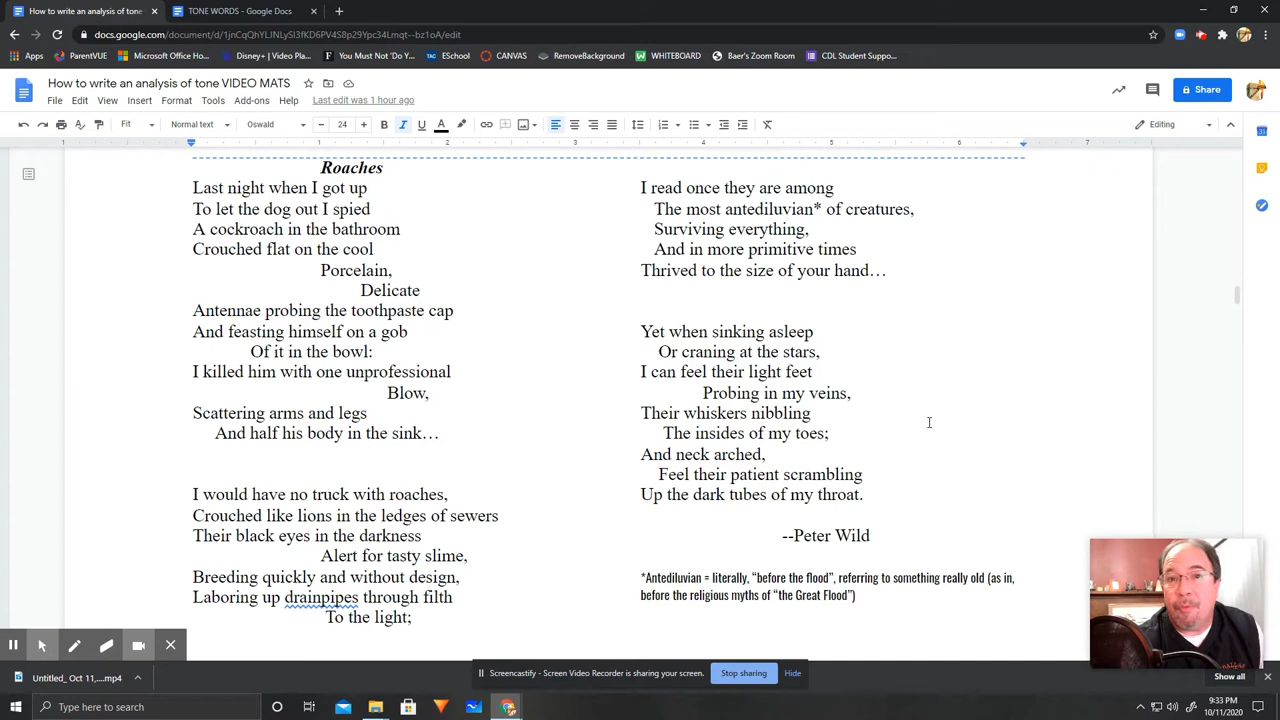 How to write an analysis of tone
TONE WORDS - Google Docs
docs.google.com/document/d/1jnCqQhYLJNLySI3fKD6PV4S8p29Ypc34Lmqt--bz1oA/edit
Apps
ParentVUE
Microsoft Office Ho...
Disney+ | Video Pla...
You Must Not 'Do Y...
ESchool
CANVAS
RemoveBackground
WHITEBOARD
Baer's Zoom Room
CDL Student Suppo...
How to write an analysis of tone VIDEO MATS
File Edit View Insert Format Tools Add-ons Help Last edit was 1 hour ago
Share
Fit Normal text Oswald 24 B I U A Editing
1 1 2 3 4 5 6 7
Roaches
Last night when I got up
To let the dog out I spied
A cockroach in the bathroom
Crouched flat on the cool
Porcelain,
Delicate
Antennae probing the toothpaste cap
And feasting himself on a gob
Of it in the bowl:
I killed him with one unprofessional
Blow,
Scattering arms and legs
And half his body in the sink…
I would have no truck with roaches,
Crouched like lions in the ledges of sewers
Their black eyes in the darkness
Alert for tasty slime,
Breeding quickly and without design,
Laboring up drainpipes through filth
To the light;
I read once they are among
The most antediluvian* of creatures,
Surviving everything,
And in more primitive times
Thrived to the size of your hand…
Yet when sinking asleep
Or craning at the stars,
I can feel their light feet
Probing in my veins,
Their whiskers nibbling
The insides of my toes;
And neck arched,
Feel their patient scrambling
Up the dark tubes of my throat.
--Peter Wild
*Antediluvian = literally, “before the flood”, referring to something really old (as in,
before the religious myths of “the Great Flood”)
Untitled_ Oct 11,....mp4
Screencastify - Screen Video Recorder is sharing your screen.
Stop sharing
Hide
Show all
Type here to search
9:33 PM
10/11/2020